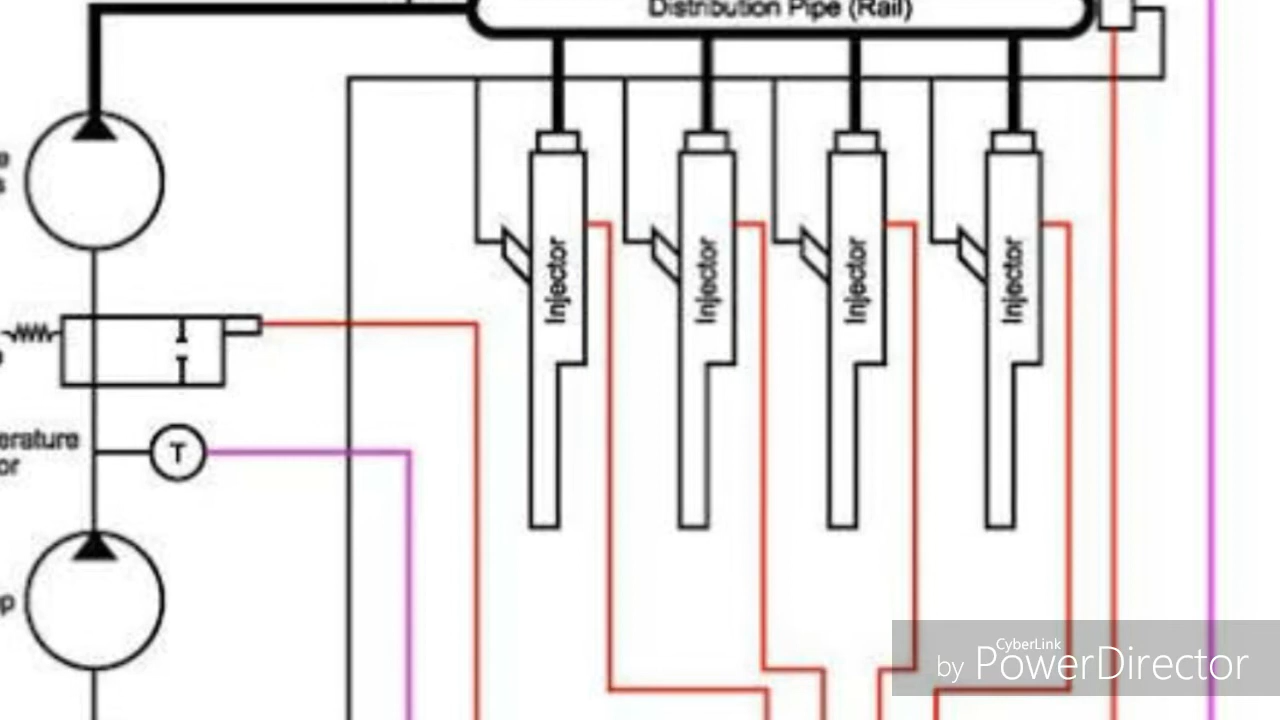 Distribution Pipe (Rail)
Injector
Injector
Injector
Injector
T
CyberLink
by PowerDirector